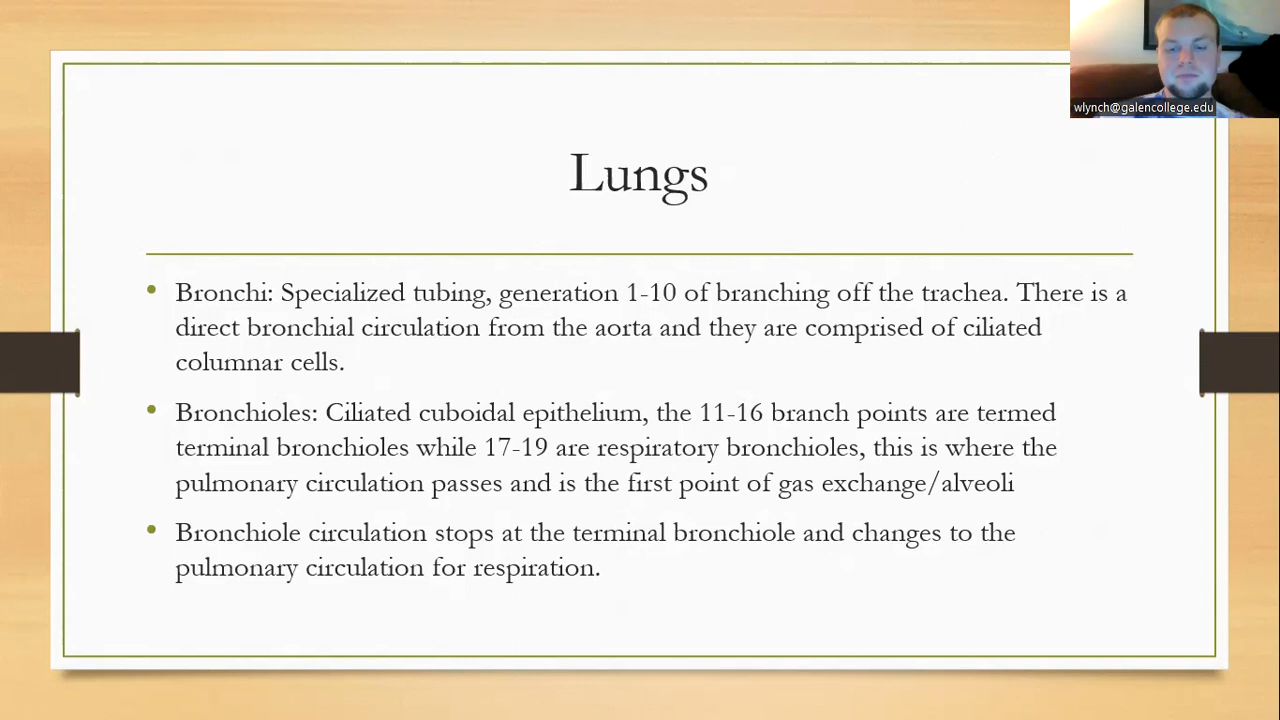 wlynch@galencollege.edu
Lungs
• Bronchi: Specialized tubing, generation 1-10 of branching off the trachea. There is a
direct bronchial circulation from the aorta and they are comprised of ciliated
columnar cells.
• Bronchioles: Ciliated cuboidal epithelium, the 11-16 branch points are termed
terminal bronchioles while 17-19 are respiratory bronchioles, this is where the
pulmonary circulation passes and is the first point of gas exchange/alveoli
• Bronchiole circulation stops at the terminal bronchiole and changes to the
pulmonary circulation for respiration.